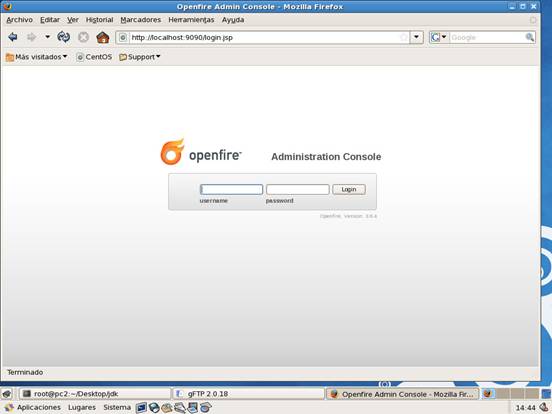 Openfire Admin Console - Mozilla Firefox
Archivo Editar Ver Historial Marcadores Herramientas Ayuda
http://localhost:9090/login.jsp
Google
Más visitados CentOS Support
openfire Administration Console
Login
username password
Openfire, Version: 3.6.4
Terminado
root@pc2:~/Desktop/jdk gFTP 2.0.18 Openfire Admin Console - Mozilla Fir...
Aplicaciones Lugares Sistema 14:44